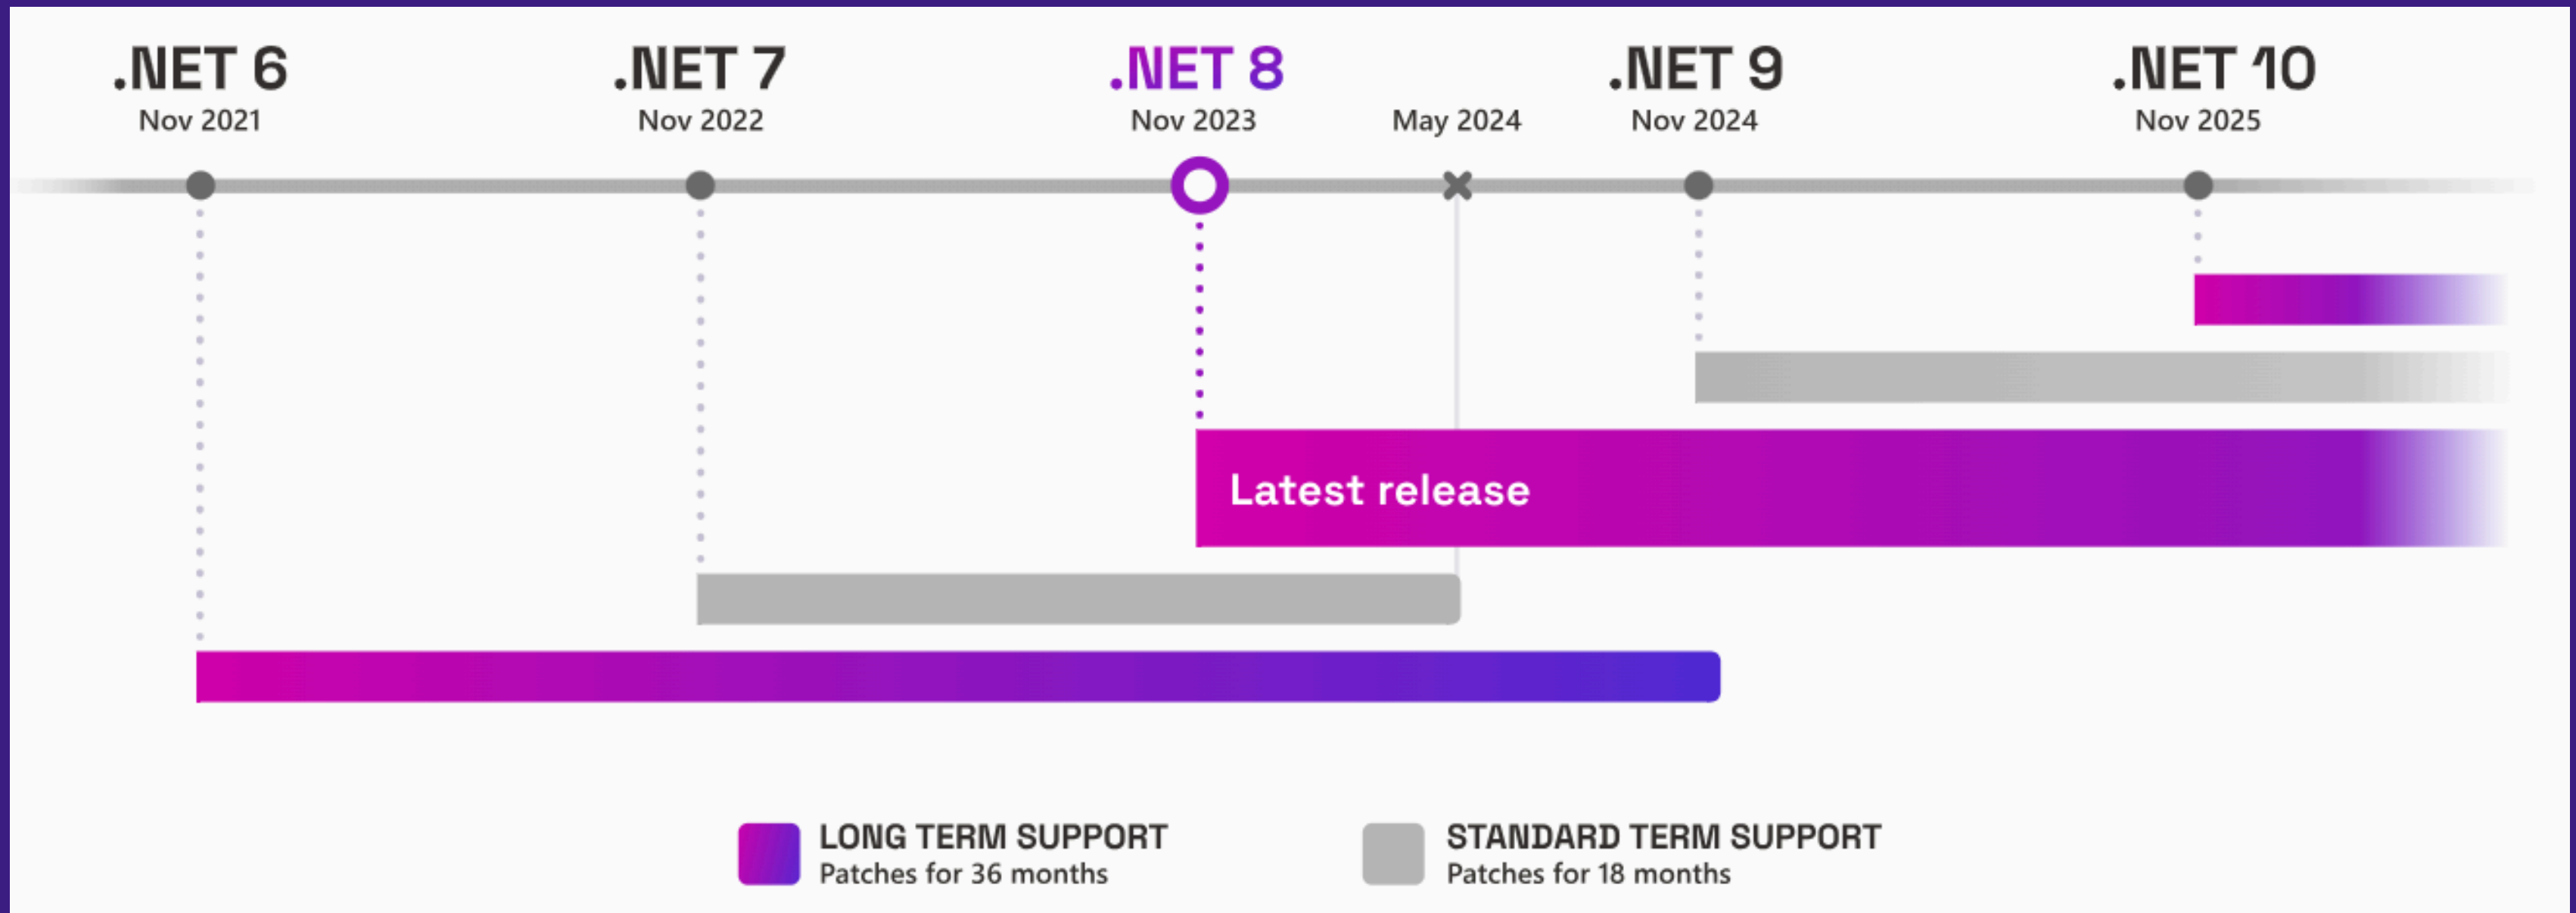 .NET 6
Nov 2021
.NET 7
Nov 2022
.NET 8
Nov 2023
May 2024
.NET 9
Nov 2024
.NET 10
Nov 2025
Latest release
LONG TERM SUPPORT
Patches for 36 months
STANDARD TERM SUPPORT
Patches for 18 months